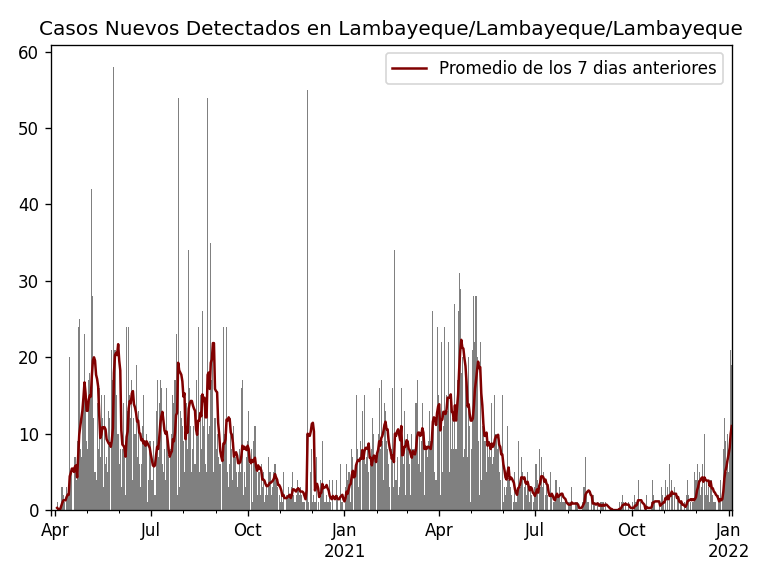 Casos Nuevos Detectados en Lambayeque/Lambayeque/Lambayeque
Promedio de los 7 dias anteriores
60
50
40
30
20
10
0
Apr Jul Oct Jan Apr Jul Oct Jan
2021 2022